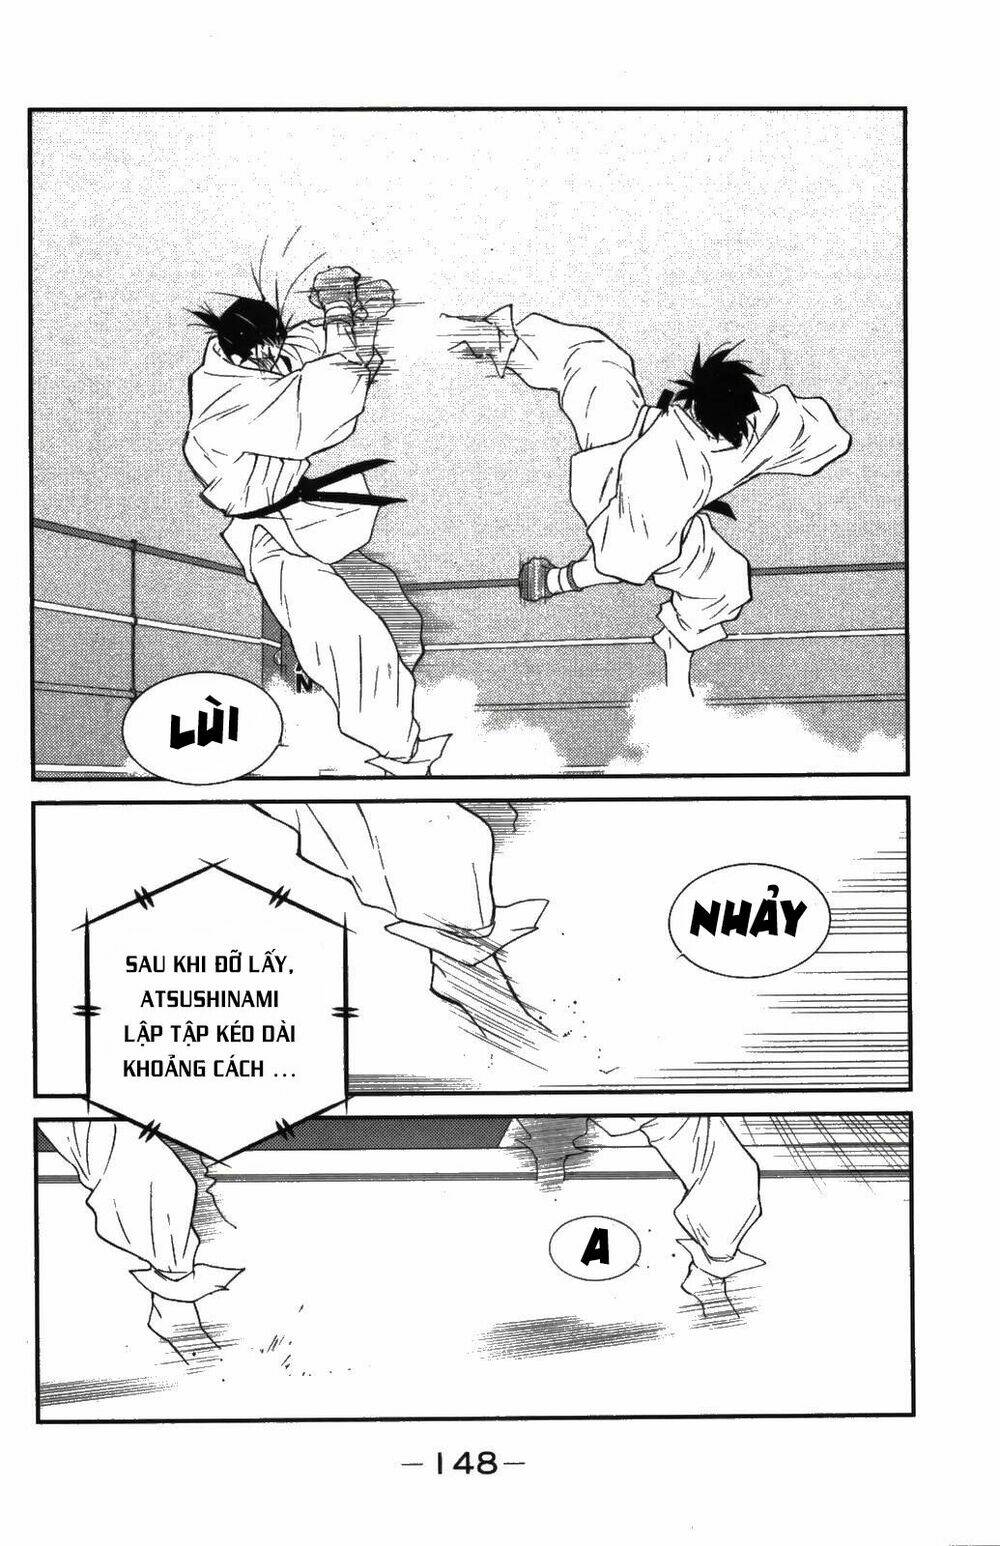 LÙI
NHẢY
SAU KHI ĐỠ LẤY,
ATSUSHINAMI
LẬP TẬP KÉO DÀI
KHOẢNG CÁCH ...
A
-148-